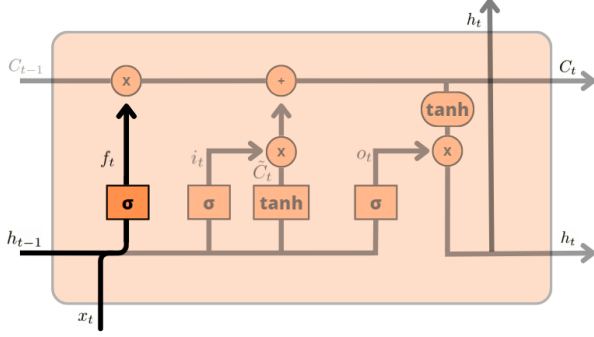 h_t
C_{t-1} x + C_t
tanh
f_t i_t x o_t x
C̃_t
σ σ tanh σ
h_{t-1} h_t
x_t